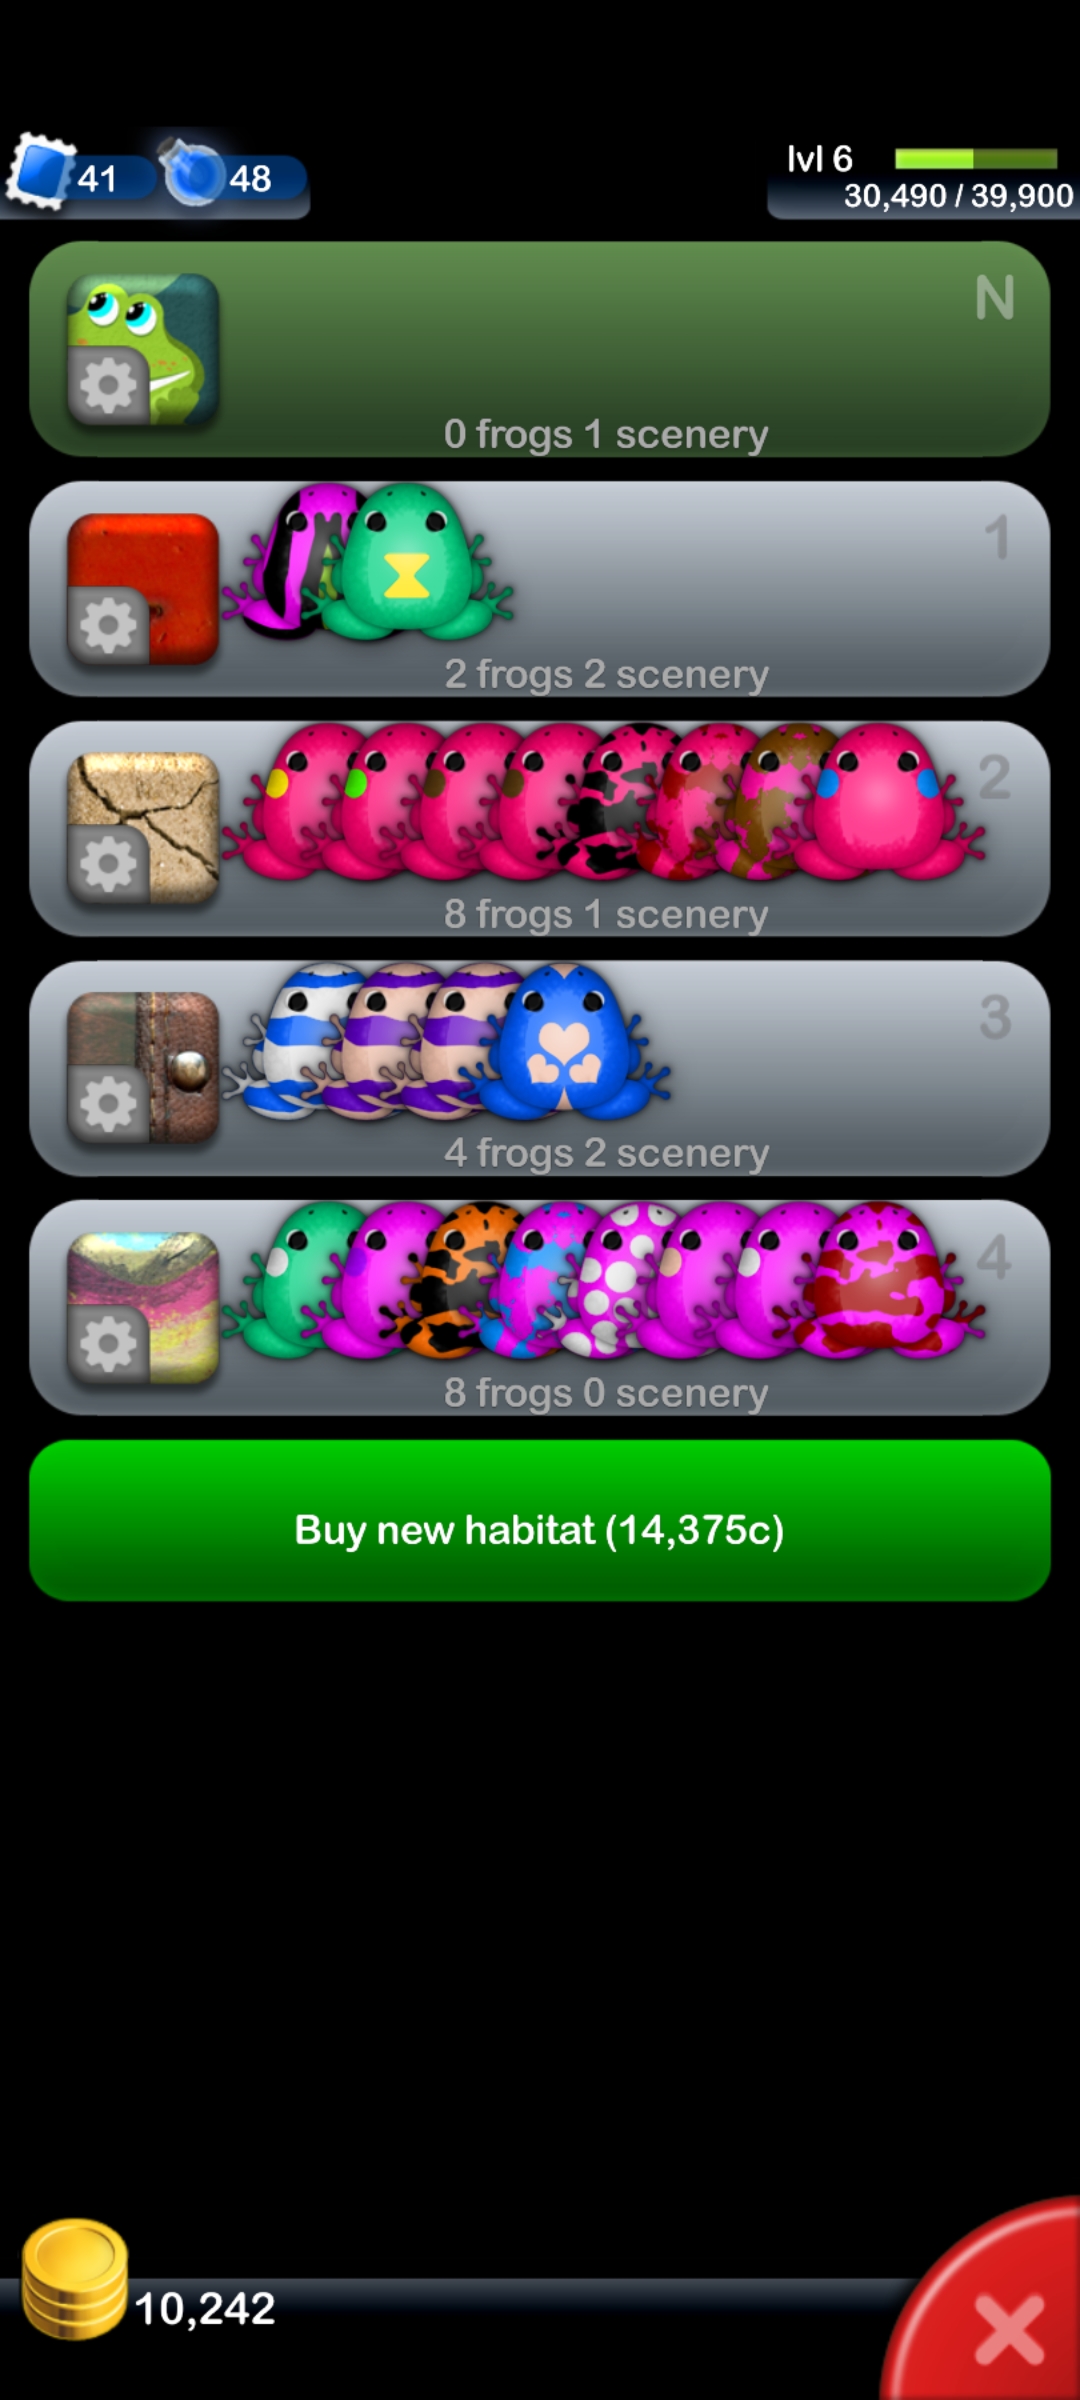 41
48
lvl 6
30,490 / 39,900
N
0 frogs 1 scenery
1
2 frogs 2 scenery
2
8 frogs 1 scenery
3
4 frogs 2 scenery
4
8 frogs 0 scenery
Buy new habitat (14,375c)
10,242